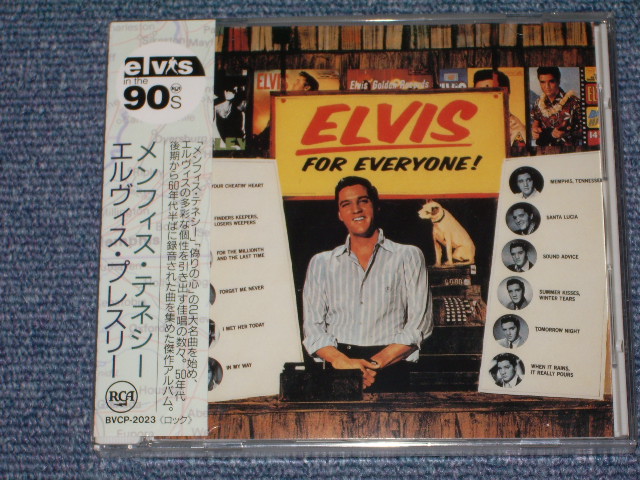 elvis
in the
90s
RCA
メンフィス・テネシー
エルヴィス・プレスリー
「メンフィス・テネシー」「偽りの心」の2大名曲を始め、
エルヴィスの多彩な個性を引き出す佳唱の数々。50年代
後期から60年代半ばに録音された曲を集めた傑作アルバム。
RCA
BVCP-2023〈ロック〉
ELVIS
Elvis' Golden Records
ELVIS
FOR EVERYONE!
YOUR CHEATIN' HEART
FINDERS KEEPERS,
LOSERS WEEPERS
FOR THE MILLIONTH
AND THE LAST TIME
FORGET ME NEVER
I MET HER TODAY
IN MY WAY
MEMPHIS, TENNESSEE
SANTA LUCIA
SOUND ADVICE
SUMMER KISSES,
WINTER TEARS
TOMORROW NIGHT
WHEN IT RAINS,
IT REALLY POURS